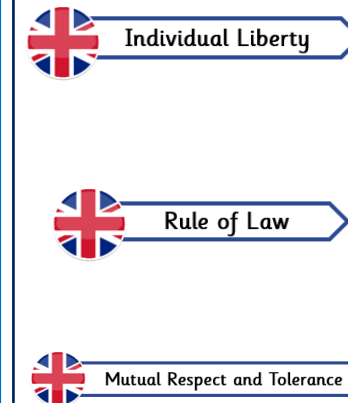 Individual Liberty
Rule of Law
Mutual Respect and Tolerance